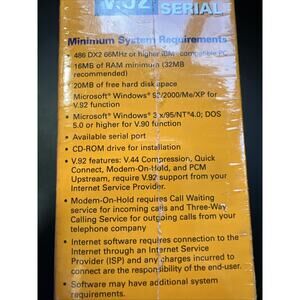 V.92
SERIAL
Minimum System Requirements
• 486 DX2 66MHz or higher IBM compatible PC
• 16MB of RAM minimum (32MB
recommended)
• 20MB of free hard disk space
• Microsoft® Windows® /2000/Me/XP for
V.92 function
• Microsoft® Windows® 3.x/95/NT®4.0; DOS
5.0 or higher for V.90 function
• Available serial port
• CD-ROM drive for installation
• V.92 features: V.44 Compression, Quick
Connect, Modem-On-Hold, and PCM
Upstream, require V.92 support from your
Internet Service Provider.
• Modem-On-Hold requires Call Waiting
service for incoming calls and Three-Way
Calling Service for outgoing calls from your
telephone company
• Internet software requires connection to the
Internet through an Internet Service
Provider (ISP) and any charges incurred to
connect are the responsibility of the end-user.
• Software may have additional system
requirements.